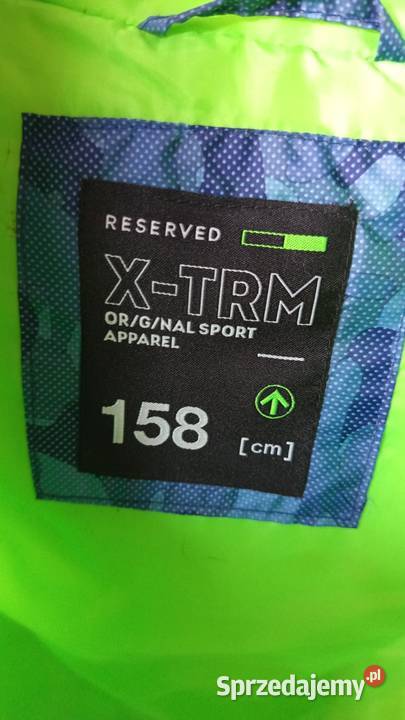 RESERVED
X-TRM
OR/G/NAL SPORT
APPAREL
158 [cm]
Sprzedajemy.pl